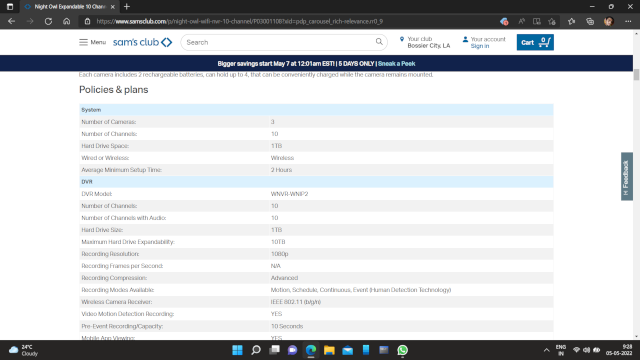 Night Owl Expandable 10 Chann
https://www.samsclub.com/p/night-owl-wifi-nvr-10-channel/P03001108?xid=pdp_carousel_rich-relevance.rr0_9
Menu
sam's club
Search
Your club
Bossier City, LA
Your account
Sign in
Cart
0
Bigger savings start May 7 at 12:01am EST! | 5 DAYS ONLY | Sneak a Peek
Each camera includes 2 rechargeable batteries, can hold up to 4, that can be conveniently charged while the camera remains mounted.
Policies & plans
System
Number of Cameras: 3
Number of Channels: 10
Hard Drive Space: 1TB
Wired or Wireless: Wireless
Average Minimum Setup Time: 2 Hours
DVR
DVR Model: WNVR-WNIP2
Number of Channels: 10
Number of Channels with Audio: 10
Hard Drive Size: 1TB
Maximum Hard Drive Expandability: 10TB
Recording Resolution: 1080p
Recording Frames per Second: N/A
Recording Compression: Advanced
Recording Modes Available: Motion, Schedule, Continuous, Event (Human Detection Technology)
Wireless Camera Receiver: IEEE 802.11 (b/g/n)
Video Motion Detection Recording: YES
Pre-Event Recording/Capacity: 10 Seconds
Mobile App Viewing: YES
Feedback
24°C
Cloudy
ENG
IN
9:28
05-05-2022